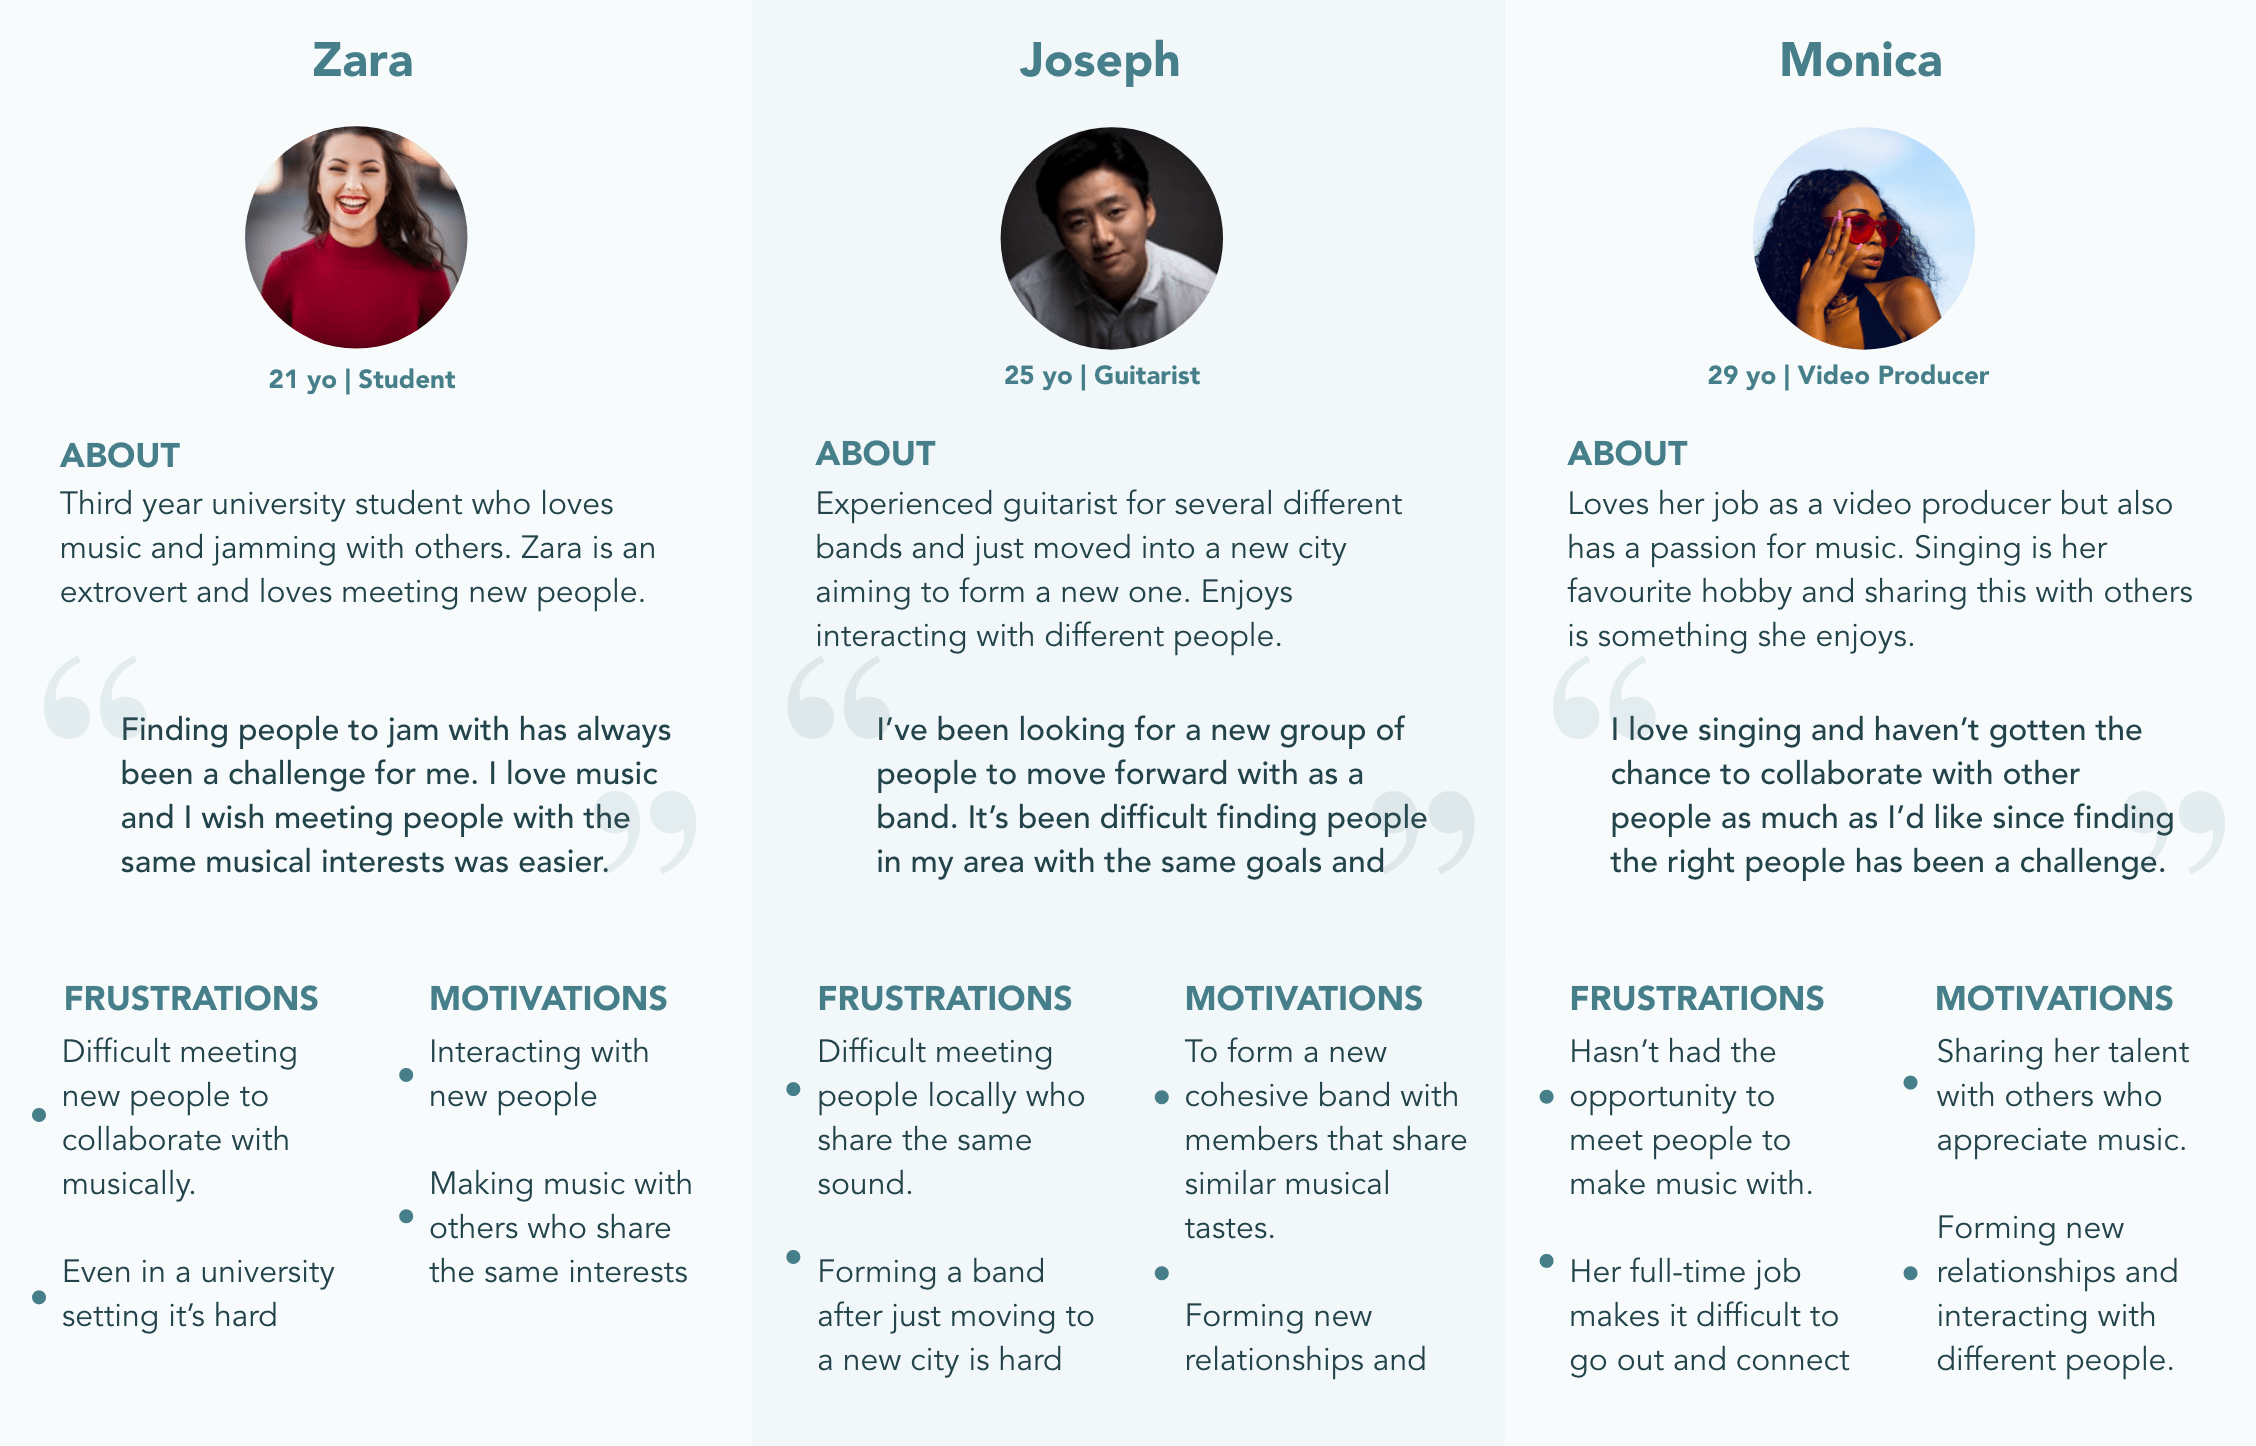 Zara
21 yo | Student
ABOUT
Third year university student who loves
music and jamming with others. Zara is an
extrovert and loves meeting new people.
“
Finding people to jam with has always
been a challenge for me. I love music
and I wish meeting people with the
same musical interests was easier.
”
FRUSTRATIONS
• Difficult meeting
new people to
collaborate with
musically.
• Even in a university
setting it’s hard
MOTIVATIONS
• Interacting with
new people
• Making music with
others who share
the same interests
Joseph
25 yo | Guitarist
ABOUT
Experienced guitarist for several different
bands and just moved into a new city
aiming to form a new one. Enjoys
interacting with different people.
“
I’ve been looking for a new group of
people to move forward with as a
band. It’s been difficult finding people
in my area with the same goals and
”
FRUSTRATIONS
• Difficult meeting
people locally who
share the same
sound.
• Forming a band
after just moving to
a new city is hard
MOTIVATIONS
• To form a new
cohesive band with
members that share
similar musical
tastes.
• Forming new
relationships and
Monica
29 yo | Video Producer
ABOUT
Loves her job as a video producer but also
has a passion for music. Singing is her
favourite hobby and sharing this with others
is something she enjoys.
“
I love singing and haven’t gotten the
chance to collaborate with other
people as much as I’d like since finding
the right people has been a challenge.
”
FRUSTRATIONS
• Hasn’t had the
opportunity to
meet people to
make music with.
• Her full-time job
makes it difficult to
go out and connect
MOTIVATIONS
• Sharing her talent
with others who
appreciate music.
• Forming new
relationships and
interacting with
different people.